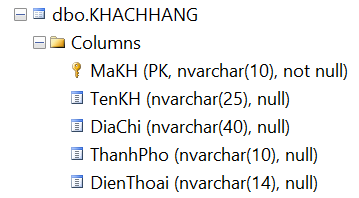 dbo.KHACHHANG
Columns
MaKH (PK, nvarchar(10), not null)
TenKH (nvarchar(25), null)
DiaChi (nvarchar(40), null)
ThanhPho (nvarchar(10), null)
DienThoai (nvarchar(14), null)